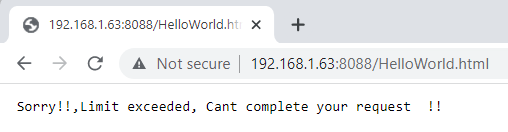 192.168.1.63:8088/HelloWorld.htm
Not secure
192.168.1.63:8088/HelloWorld.html
Sorry!!,Limit exceeded, Cant complete your request  !!